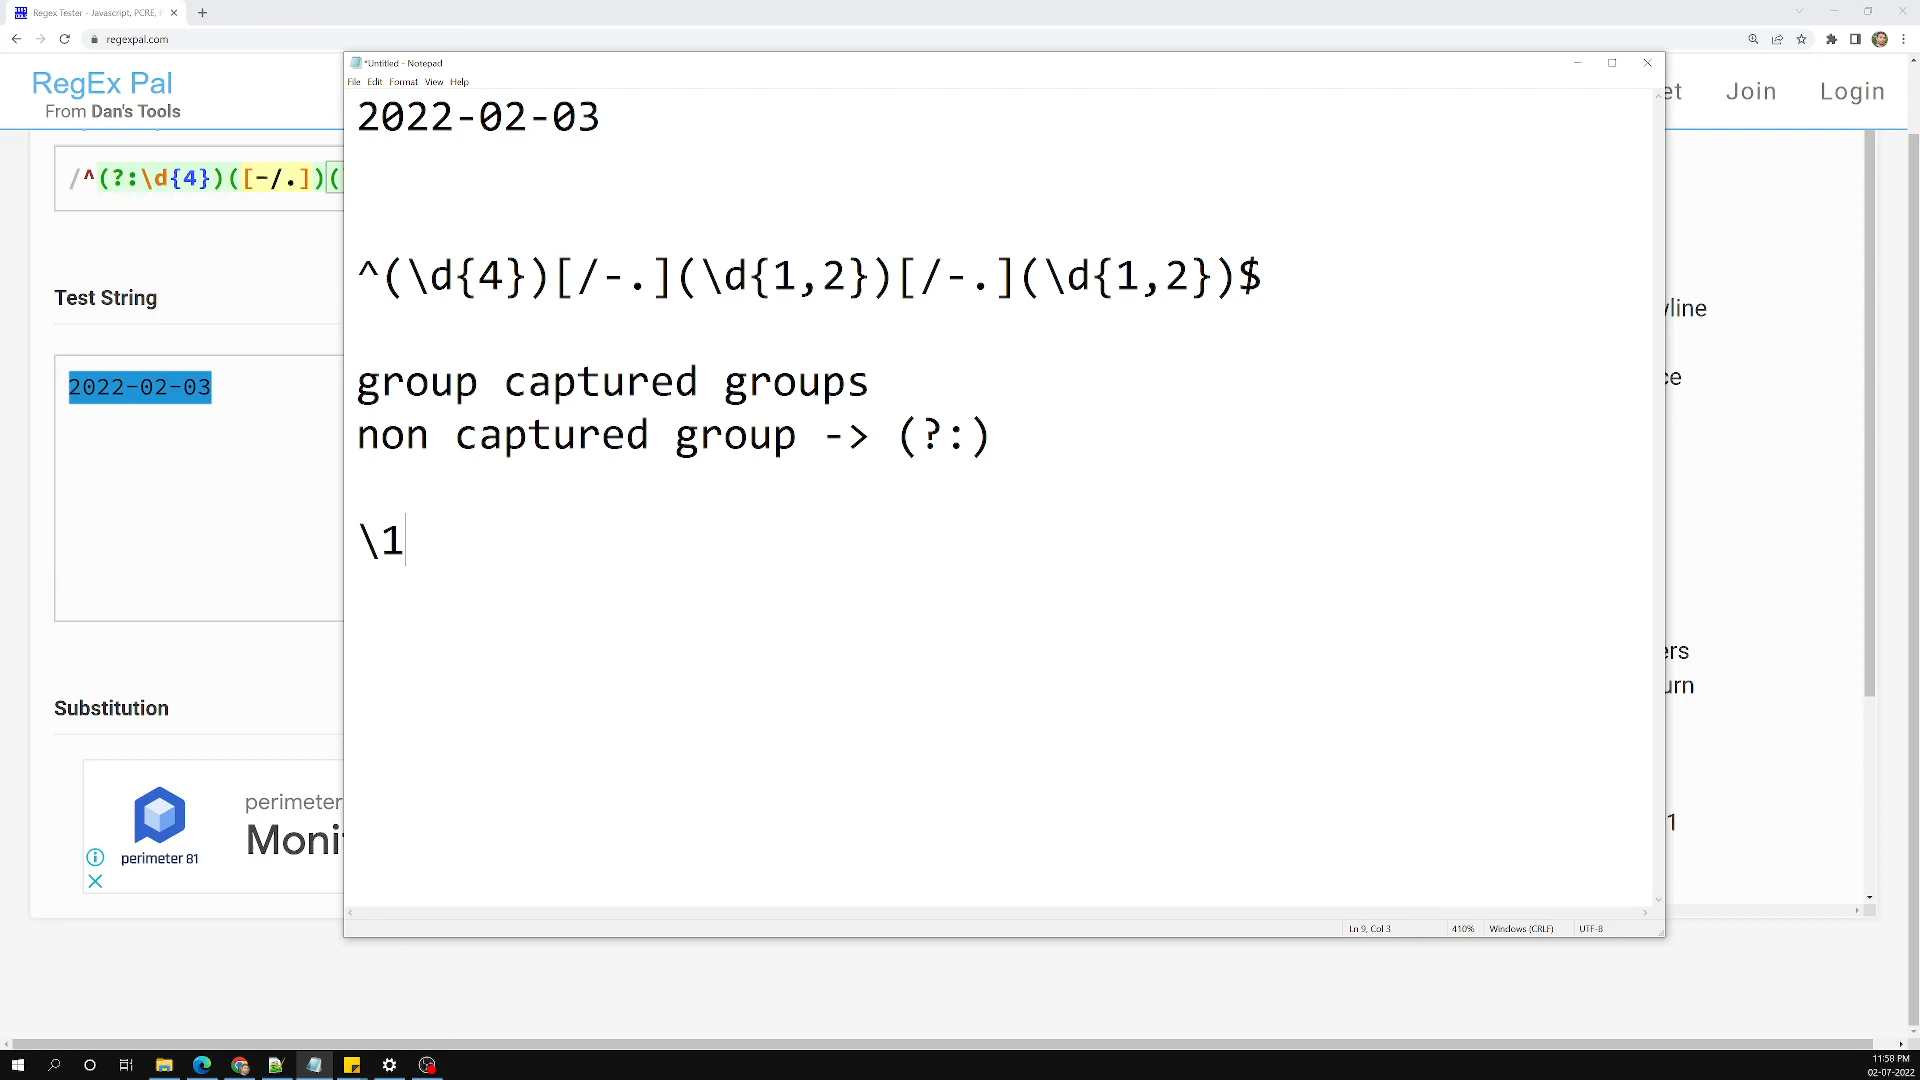 Regex Tester - Javascript, PCRE,
regexpal.com
*Untitled - Notepad
File Edit Format View Help
RegEx Pal
From Dan's Tools
et Join Login
2022-02-03
/^(?:\d{4})([-/.])(
^(\d{4})[/-.](\d{1,2})[/-.](\d{1,2})$
Test String
2022-02-03
group captured groups
non captured group -> (?:)
\1
Substitution
perimeter
Moni
perimeter 81
ers
urn
1
Ln 9, Col 3 410% Windows (CRLF) UTF-8
11:58 PM
02-07-2022